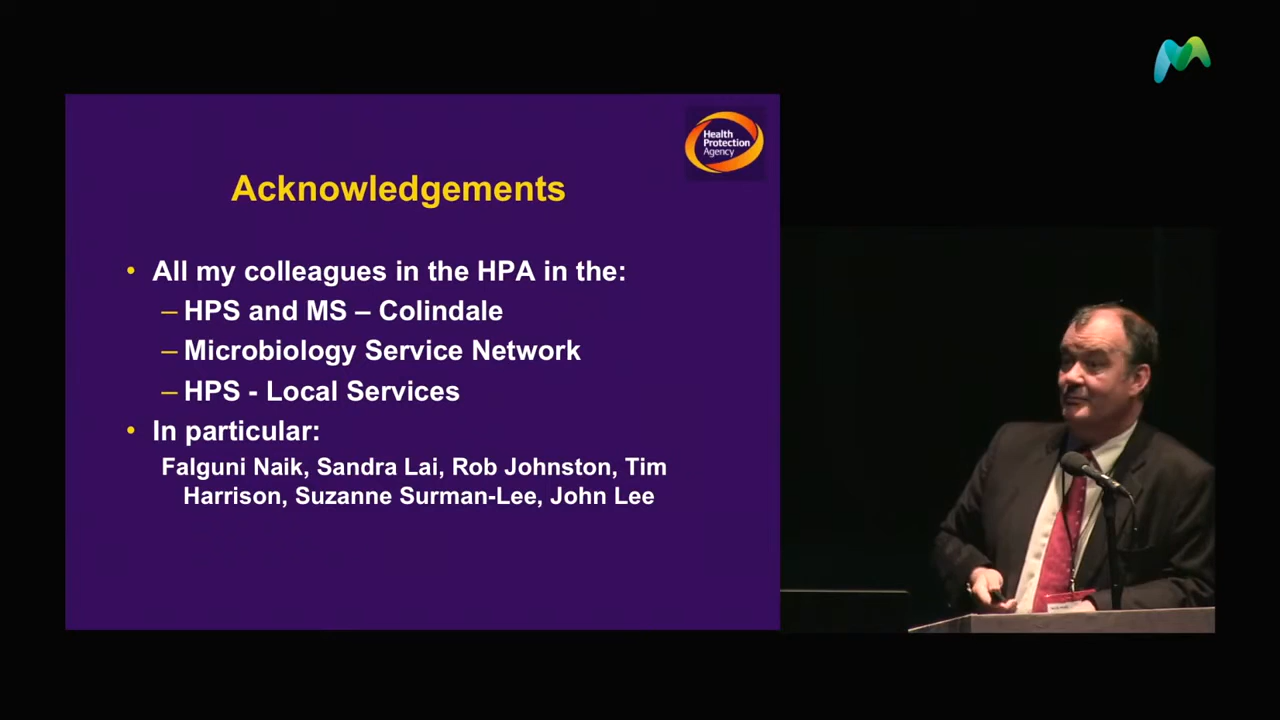 Health
Protection
Agency
Acknowledgements
• All my colleagues in the HPA in the:
– HPS and MS – Colindale
– Microbiology Service Network
– HPS - Local Services
• In particular:
Falguni Naik, Sandra Lai, Rob Johnston, Tim
Harrison, Suzanne Surman-Lee, John Lee